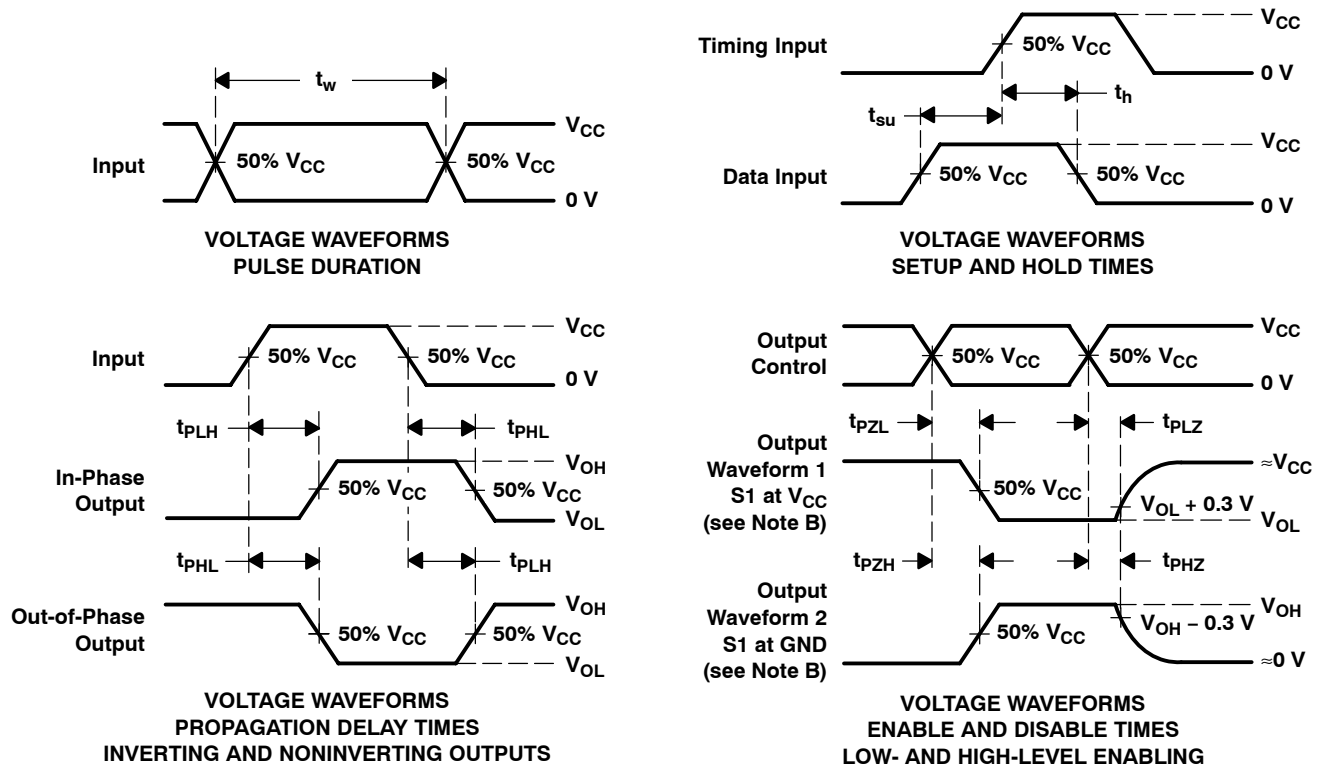 t_w
Input
50% V_CC
50% V_CC
V_CC
0 V
VOLTAGE WAVEFORMS
PULSE DURATION
Timing Input
50% V_CC
V_CC
0 V
t_h
t_su
Data Input
50% V_CC
50% V_CC
V_CC
0 V
VOLTAGE WAVEFORMS
SETUP AND HOLD TIMES
Input
50% V_CC
50% V_CC
V_CC
0 V
t_PLH
t_PHL
In-Phase
Output
50% V_CC
50% V_CC
V_OH
V_OL
t_PHL
t_PLH
Out-of-Phase
Output
50% V_CC
50% V_CC
V_OH
V_OL
VOLTAGE WAVEFORMS
PROPAGATION DELAY TIMES
INVERTING AND NONINVERTING OUTPUTS
Output
Control
50% V_CC
50% V_CC
V_CC
0 V
t_PZL
t_PLZ
Output
Waveform 1
S1 at V_CC
(see Note B)
50% V_CC
V_OL + 0.3 V
≈V_CC
V_OL
t_PZH
t_PHZ
Output
Waveform 2
S1 at GND
(see Note B)
50% V_CC
V_OH − 0.3 V
V_OH
≈0 V
VOLTAGE WAVEFORMS
ENABLE AND DISABLE TIMES
LOW- AND HIGH-LEVEL ENABLING